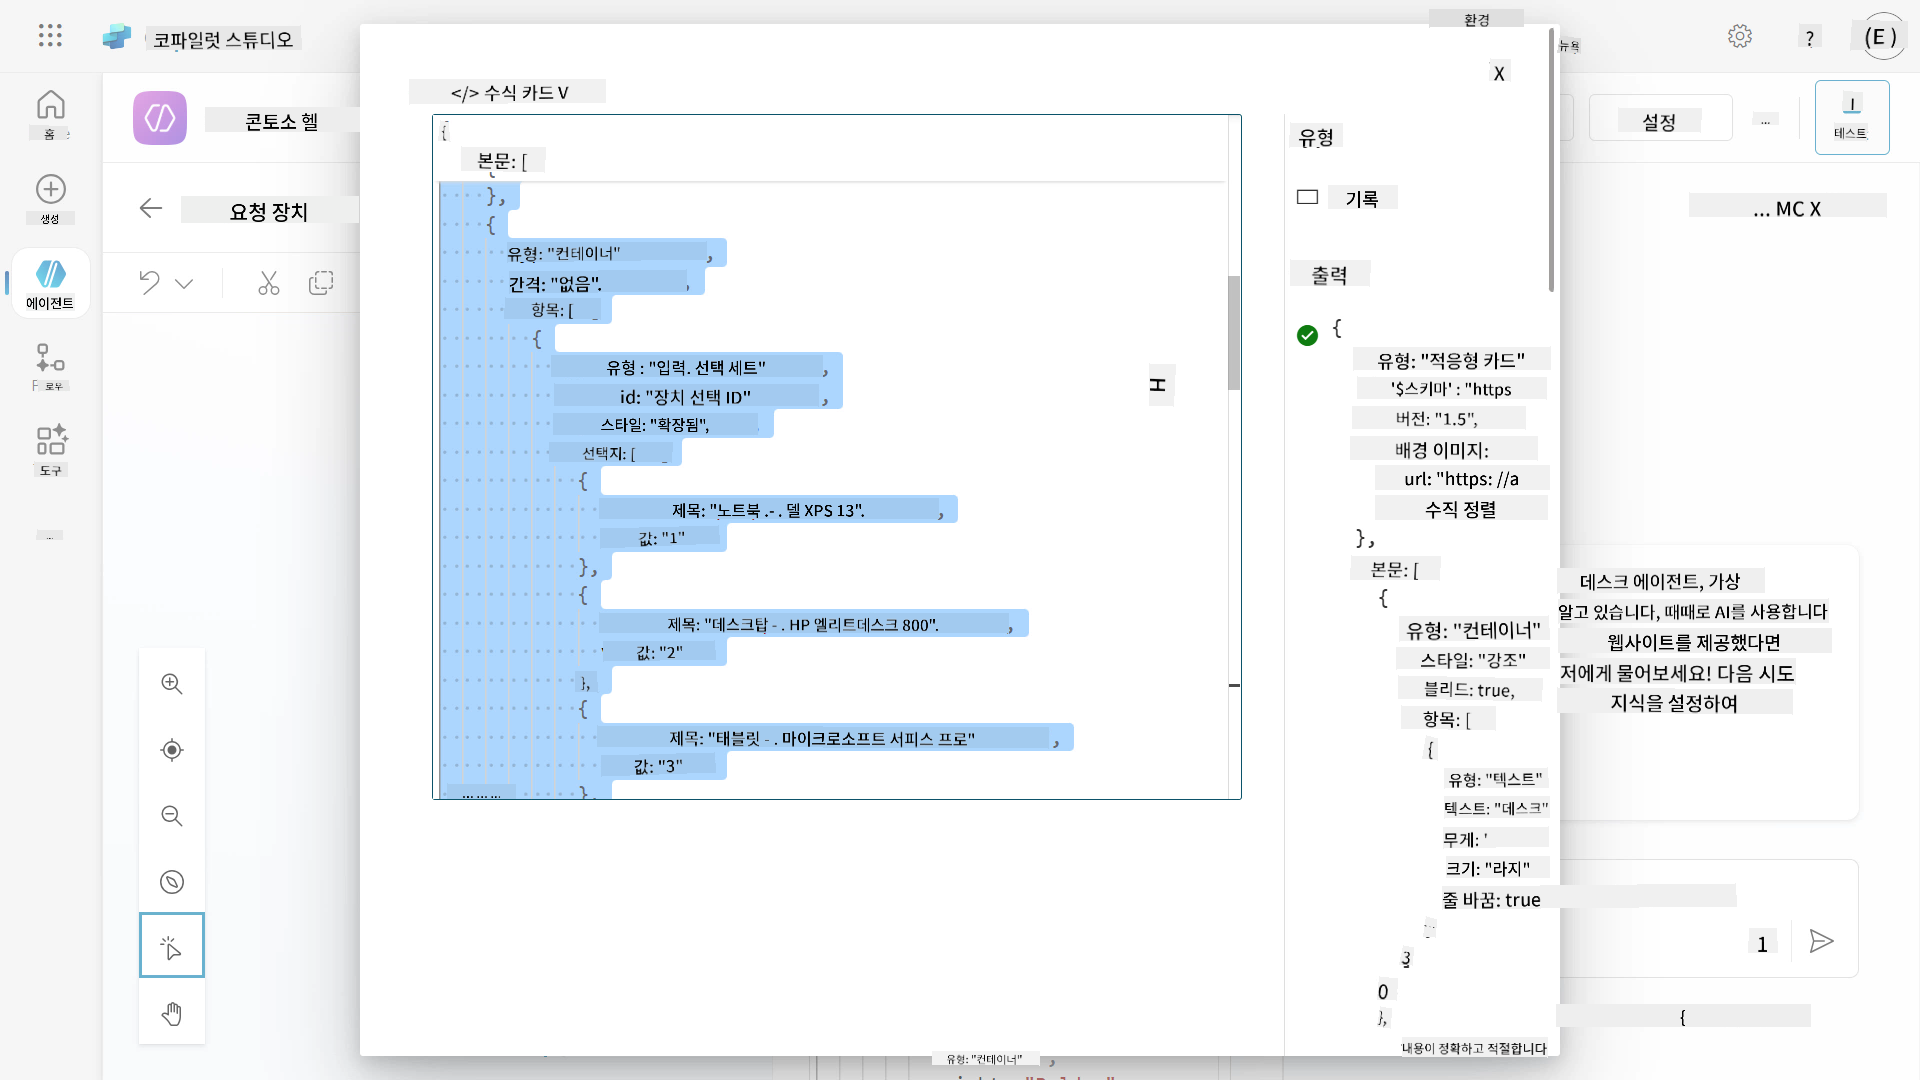 환경
코파일럿 스튜디오
뉴욕
?
(E )
X
</> 수식 카드 V
홈
콘토소 헬
설정
...
테스트
{
본문: [
유형
},
기록
생성
요청 장치
... MC X
{
유형: "컨테이너" ,
간격: "없음". ,
출력
에이전트
항목: [
{
{
유형 : "입력. 선택 세트" ,
유형: "적응형 카드"
id: "장치 선택 ID" ,
'$스키마' : "https
플로우
스타일: "확장됨",
버전: "1.5",
선택지: [
배경 이미지:
도구
{
url: "https: //a
제목: "노트북 .- . 델 XPS 13". ,
수직 정렬
값: "1"
},
},
본문: [
데스크 에이전트, 가상
{
{
알고 있습니다, 때때로 AI를 사용합니다
제목: "데스크탑 - . HP 엘리트데스크 800". ,
유형: "컨테이너"
웹사이트를 제공했다면
값: "2"
스타일: "강조"
저에게 물어보세요! 다음 시도
},
블리드: true,
지식을 설정하여
{
항목: [
제목: "태블릿 - . 마이크로소프트 서피스 프로" ,
{
값: "3"
유형: "텍스트"
},
텍스트: "데스크"
무게: '
크기: "라지"
줄 바꿈: true
1
3
0
},
{
내용이 정확하고 적절합니다
유형: "컨테이너" ,